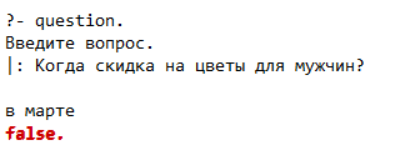 ?- question.
Введите вопрос.
|: Когда скидка на цветы для мужчин?
в марте
false.